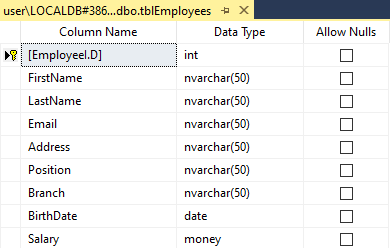 user\LOCALDB#386...dbo.tblEmployees
Column Name Data Type Allow Nulls
[EmployeeI.D] int
FirstName nvarchar(50)
LastName nvarchar(50)
Email nvarchar(50)
Address nvarchar(50)
Position nvarchar(50)
Branch nvarchar(50)
BirthDate date
Salary money